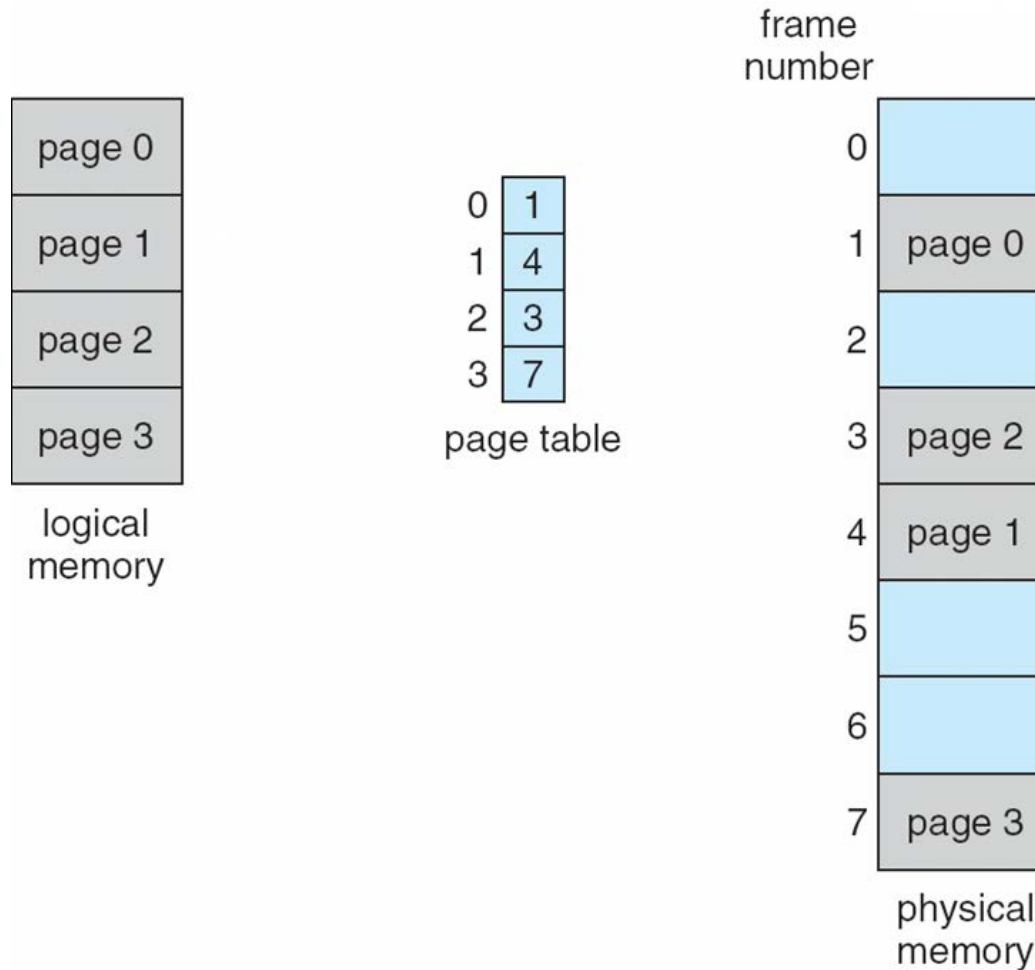 page 0
page 1
page 2
page 3
logical
memory
0 1
1 4
2 3
3 7
page table
frame
number
0
1 page 0
2
3 page 2
4 page 1
5
6
7 page 3
physical
memory